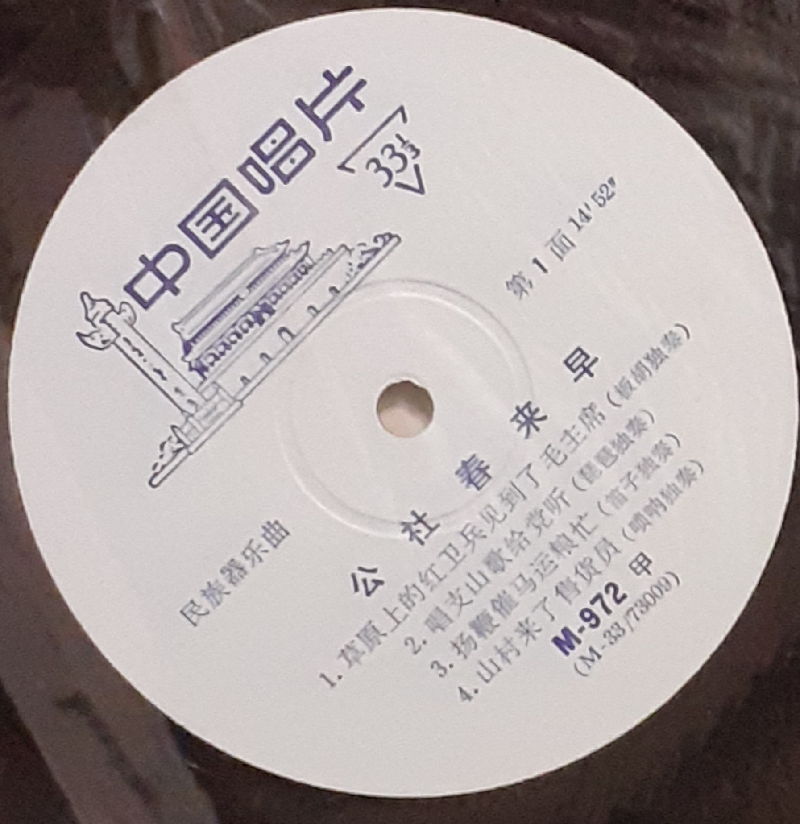 中国唱片
33⅓
第1面 14′52″
民族器乐曲
公社春来早
1. 草原上的红卫兵见到了毛主席（板胡独奏）
2. 唱支山歌给党听（琵琶独奏）
3. 扬鞭催马运粮忙（笛子独奏）
4. 山村来了售货员（唢呐独奏）
M-972 甲
(M-33/73009)